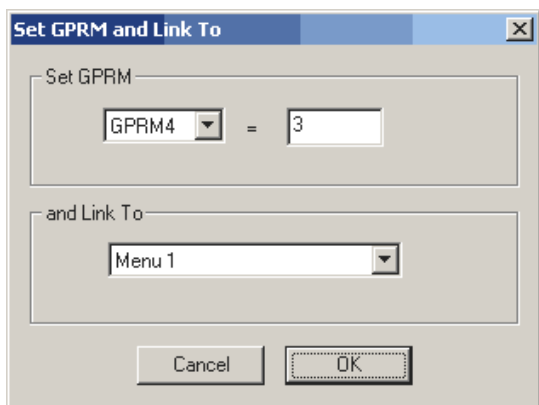 Set GPRM and Link To
Set GPRM
GPRM4 = 3
and Link To
Menu 1
Cancel OK